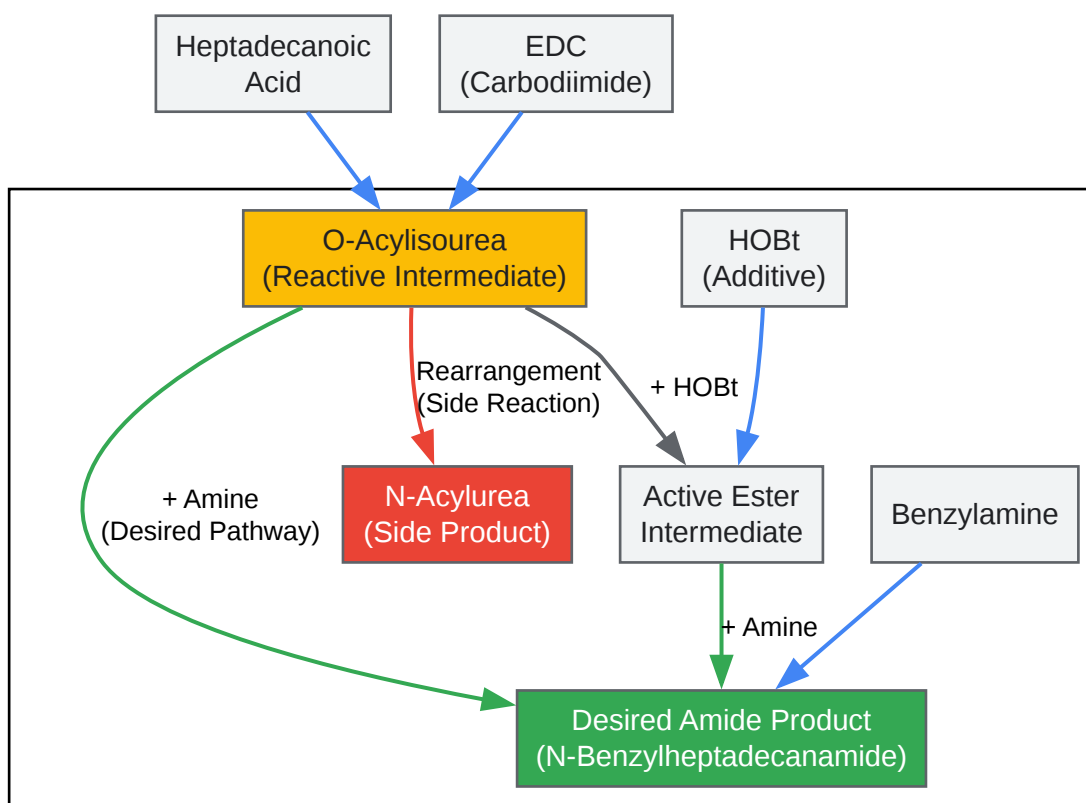 Heptadecanoic
Acid
EDC
(Carbodiimide)
O-Acylisourea
(Reactive Intermediate)
HOBt
(Additive)
Rearrangement
(Side Reaction)
+ HOBt
+ Amine
(Desired Pathway)
N-Acylurea
(Side Product)
Active Ester
Intermediate
Benzylamine
+ Amine
Desired Amide Product
(N-Benzylheptadecanamide)